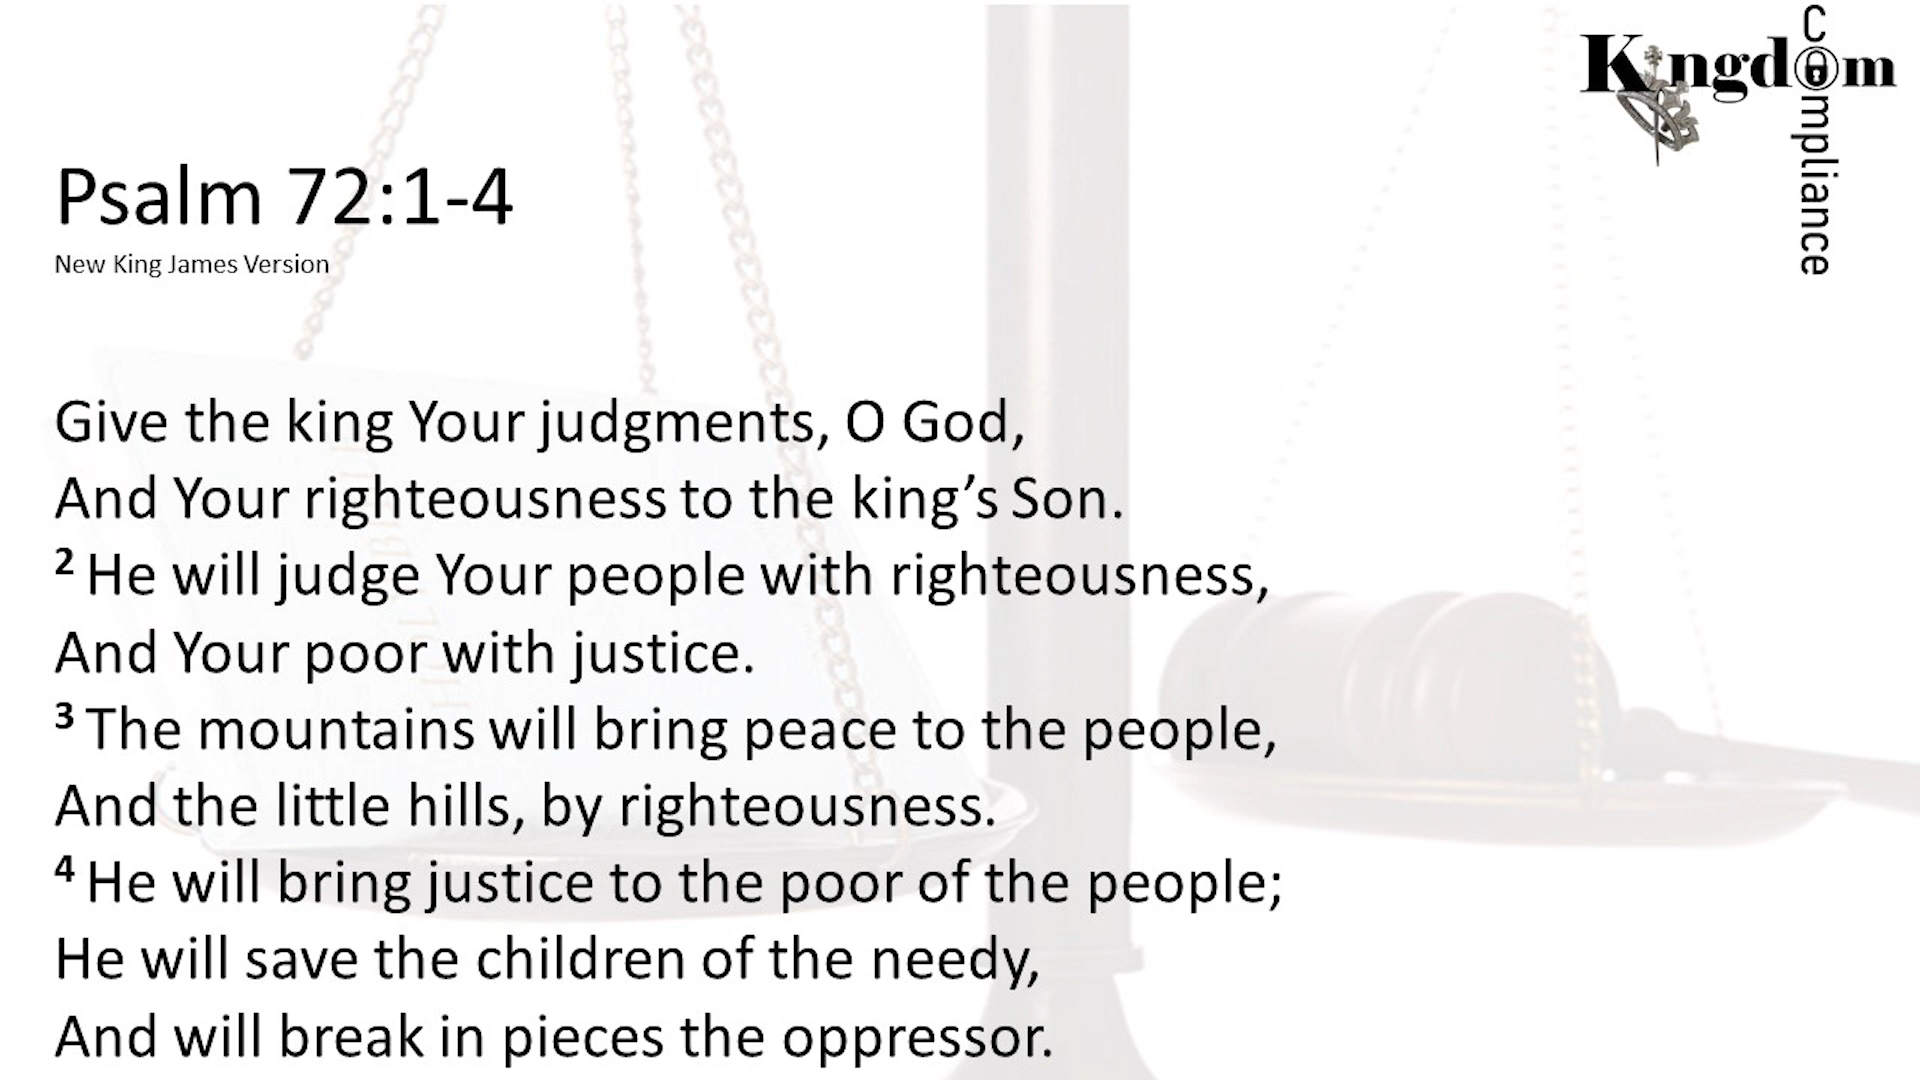 Kingdom
Compliance
Psalm 72:1-4
New King James Version
Give the king Your judgments, O God,
And Your righteousness to the king’s Son.
2 He will judge Your people with righteousness,
And Your poor with justice.
3 The mountains will bring peace to the people,
And the little hills, by righteousness.
4 He will bring justice to the poor of the people;
He will save the children of the needy,
And will break in pieces the oppressor.